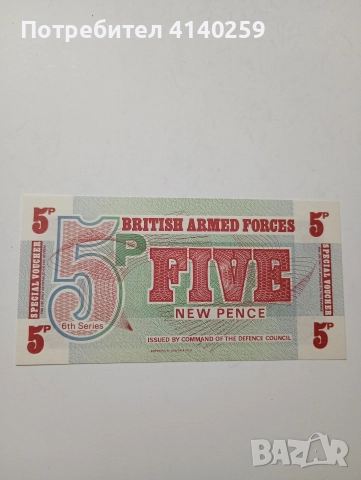 Потребител 4140259
5P
5P
BRITISH ARMED FORCES
5P
FIVE
NEW PENCE
6th Series
ISSUED BY COMMAND OF THE DEFENCE COUNCIL
SPECIAL VOUCHER
SPECIAL VOUCHER
5P
5P
BAZAR